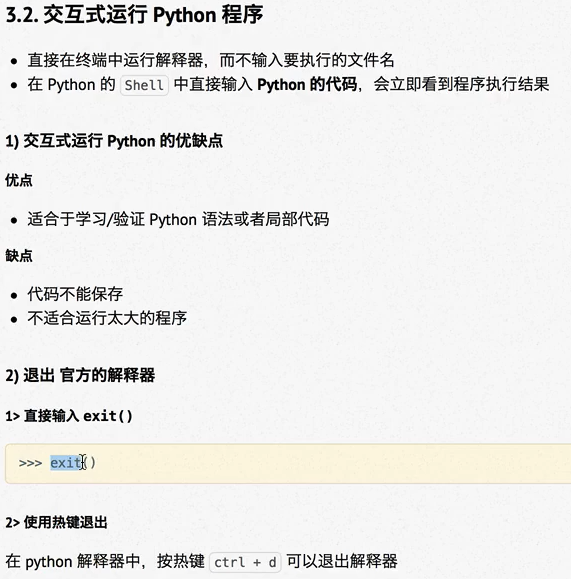 3.2. 交互式运行 Python 程序
• 直接在终端中运行解释器，而不输入要执行的文件名
• 在 Python 的 Shell 中直接输入 Python 的代码，会立即看到程序执行结果
1) 交互式运行 Python 的优缺点
优点
• 适合于学习/验证 Python 语法或者局部代码
缺点
• 代码不能保存
• 不适合运行太大的程序
2) 退出 官方的解释器
1> 直接输入 exit()
>>> exit()
2> 使用热键退出
在 python 解释器中，按热键 ctrl + d 可以退出解释器